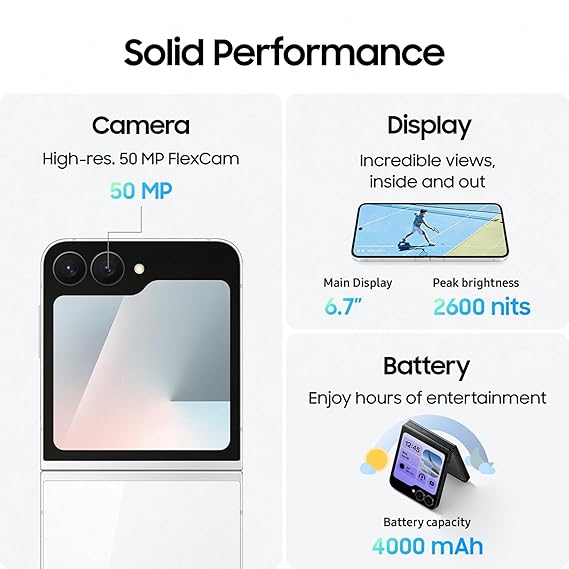 Solid Performance
Camera
High-res. 50 MP FlexCam
50 MP
Display
Incredible views,
inside and out
Main Display
6.7”
Peak brightness
2600 nits
Battery
Enjoy hours of entertainment
12:45
Battery capacity
4000 mAh